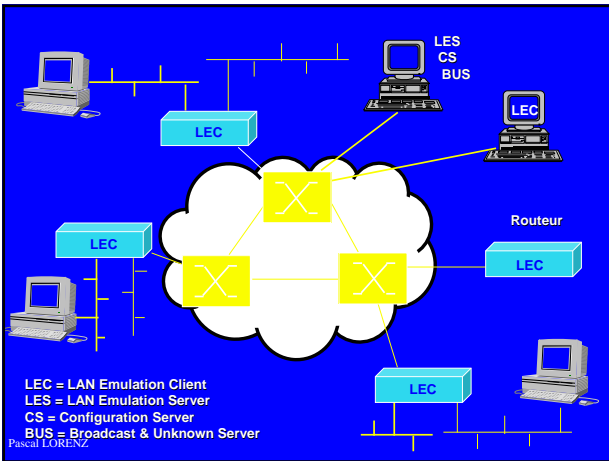 LES
CS
BUS
LEC
LEC
LEC
Routeur
LEC
LEC
LEC = LAN Emulation Client
LES = LAN Emulation Server
CS = Configuration Server
BUS = Broadcast & Unknown Server
Pascal LORENZ